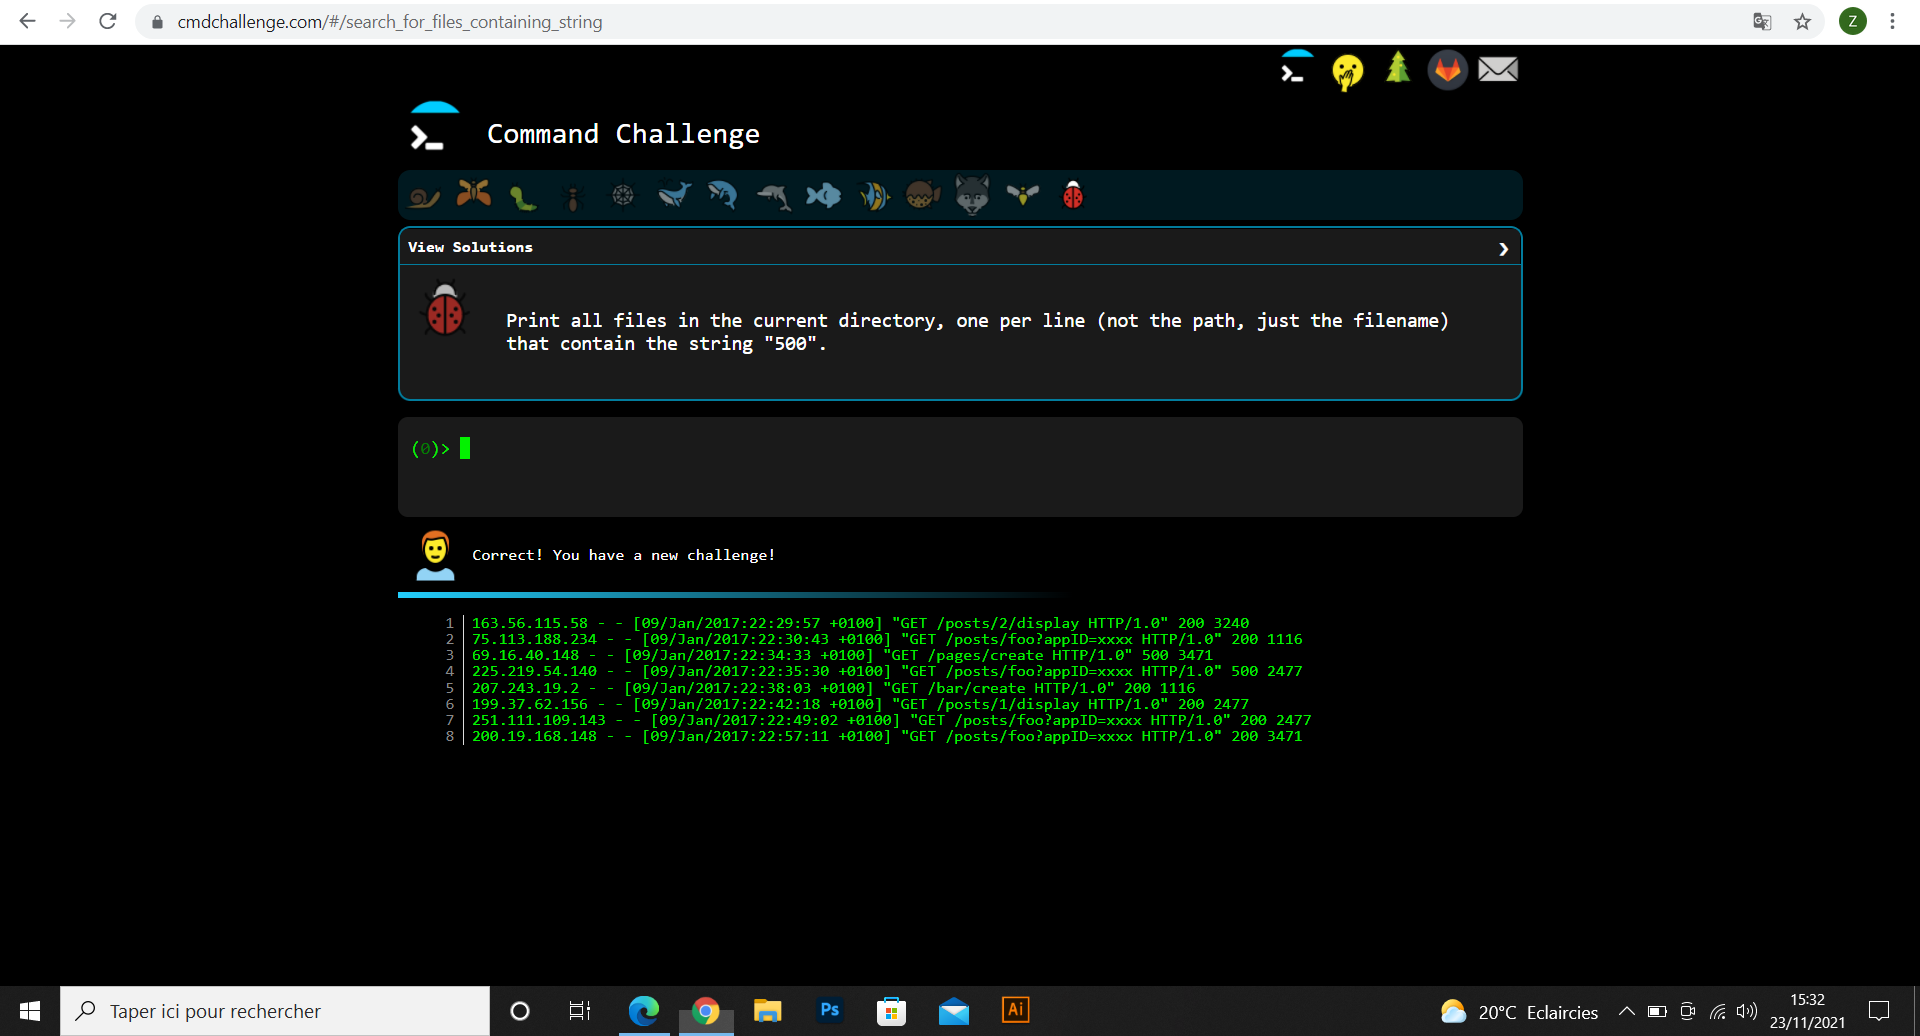 cmdchallenge.com/#/search_for_files_containing_string
Z
Command Challenge
View Solutions
Print all files in the current directory, one per line (not the path, just the filename)
that contain the string "500".
(0)>
Correct! You have a new challenge!
1 163.56.115.58 - - [09/Jan/2017:22:29:57 +0100] "GET /posts/2/display HTTP/1.0" 200 3240
2 75.113.188.234 - - [09/Jan/2017:22:30:43 +0100] "GET /posts/foo?appID=xxxx HTTP/1.0" 200 1116
3 69.16.40.148 - - [09/Jan/2017:22:34:33 +0100] "GET /pages/create HTTP/1.0" 500 3471
4 225.219.54.140 - - [09/Jan/2017:22:35:30 +0100] "GET /posts/foo?appID=xxxx HTTP/1.0" 500 2477
5 207.243.19.2 - - [09/Jan/2017:22:38:03 +0100] "GET /bar/create HTTP/1.0" 200 1116
6 199.37.62.156 - - [09/Jan/2017:22:42:18 +0100] "GET /posts/1/display HTTP/1.0" 200 2477
7 251.111.109.143 - - [09/Jan/2017:22:49:02 +0100] "GET /posts/foo?appID=xxxx HTTP/1.0" 200 2477
8 200.19.168.148 - - [09/Jan/2017:22:57:11 +0100] "GET /posts/foo?appID=xxxx HTTP/1.0" 200 3471
Taper ici pour rechercher
Ps
Ai
20°C Eclaircies
15:32
23/11/2021